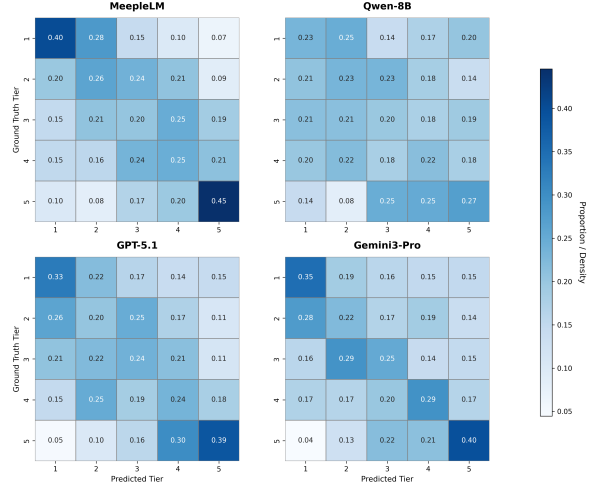 MeepleLM
Ground Truth Tier
1 0.40 0.28 0.15 0.10 0.07
2 0.20 0.26 0.24 0.21 0.09
3 0.15 0.21 0.20 0.25 0.19
4 0.15 0.16 0.24 0.25 0.21
5 0.10 0.08 0.17 0.20 0.45
1 2 3 4 5
Qwen-8B
1 0.23 0.25 0.14 0.17 0.20
2 0.21 0.23 0.23 0.18 0.14
3 0.21 0.21 0.20 0.18 0.19
4 0.20 0.22 0.18 0.22 0.18
5 0.14 0.08 0.25 0.25 0.27
1 2 3 4 5
GPT-5.1
Ground Truth Tier
1 0.33 0.22 0.17 0.14 0.15
2 0.26 0.20 0.25 0.17 0.11
3 0.21 0.22 0.24 0.21 0.11
4 0.15 0.25 0.19 0.24 0.18
5 0.05 0.10 0.16 0.30 0.39
1 2 3 4 5
Predicted Tier
Gemini3-Pro
1 0.35 0.19 0.16 0.15 0.15
2 0.28 0.22 0.17 0.19 0.14
3 0.16 0.29 0.25 0.14 0.15
4 0.17 0.17 0.20 0.29 0.17
5 0.04 0.13 0.22 0.21 0.40
1 2 3 4 5
Predicted Tier
0.40
0.35
0.30
0.25
0.20
0.15
0.10
0.05
Proportion / Density